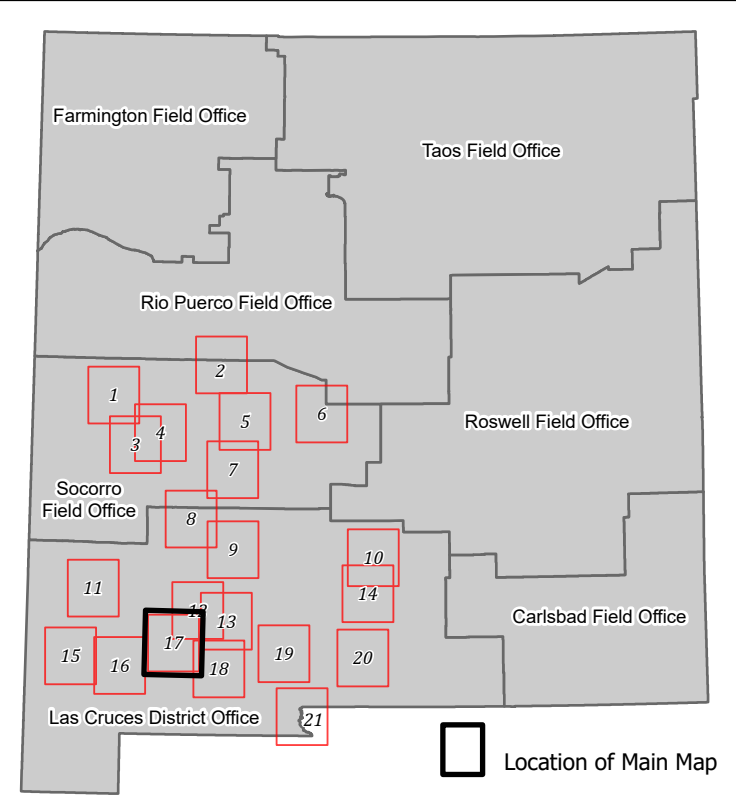 Farmington Field Office
Taos Field Office
Rio Puerco Field Office
2
1
6
5
4
3
Roswell Field Office
7
Socorro
Field Office
8
9
10
11
14
12
13
Carlsbad Field Office
17
15
16
18
19
20
Las Cruces District Office
21
Location of Main Map